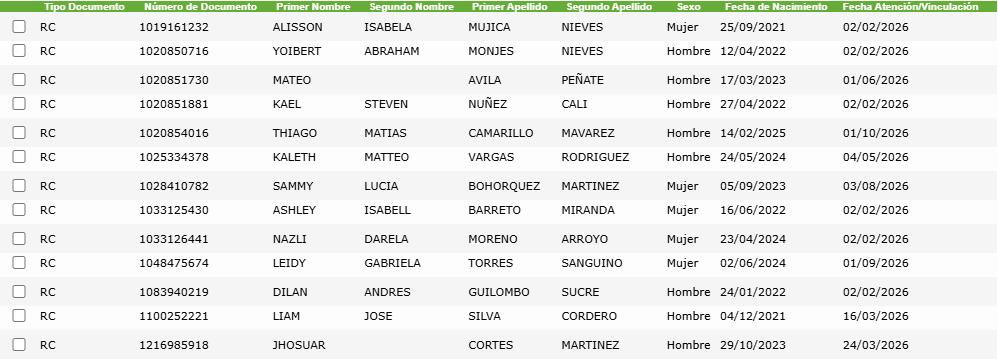 Tipo Documento Número de Documento Primer Nombre Segundo Nombre Primer Apellido Segundo Apellido Sexo Fecha de Nacimiento Fecha Atención/Vinculación
RC 1019161232 ALISSON ISABELA MUJICA NIEVES Mujer 25/09/2021 02/02/2026
RC 1020850716 YOIBERT ABRAHAM MONJES NIEVES Hombre 12/04/2022 02/02/2026
RC 1020851730 MATEO AVILA PEÑATE Hombre 17/03/2023 01/06/2026
RC 1020851881 KAEL STEVEN NUÑEZ CALI Hombre 27/04/2022 02/02/2026
RC 1020854016 THIAGO MATIAS CAMARILLO MAVAREZ Hombre 14/02/2025 01/10/2026
RC 1025334378 KALETH MATTEO VARGAS RODRIGUEZ Hombre 24/05/2024 04/05/2026
RC 1028410782 SAMMY LUCIA BOHORQUEZ MARTINEZ Mujer 05/09/2023 03/08/2026
RC 1033125430 ASHLEY ISABELL BARRETO MIRANDA Mujer 16/06/2022 02/02/2026
RC 1033126441 NAZLI DARELA MORENO ARROYO Mujer 23/04/2024 02/02/2026
RC 1048475674 LEIDY GABRIELA TORRES SANGUINO Mujer 02/06/2024 01/09/2026
RC 1083940219 DILAN ANDRES GUILOMBO SUCRE Hombre 24/01/2022 02/02/2026
RC 1100252221 LIAM JOSE SILVA CORDERO Hombre 04/12/2021 16/03/2026
RC 1216985918 JHOSUAR CORTES MARTINEZ Hombre 29/10/2023 24/03/2026